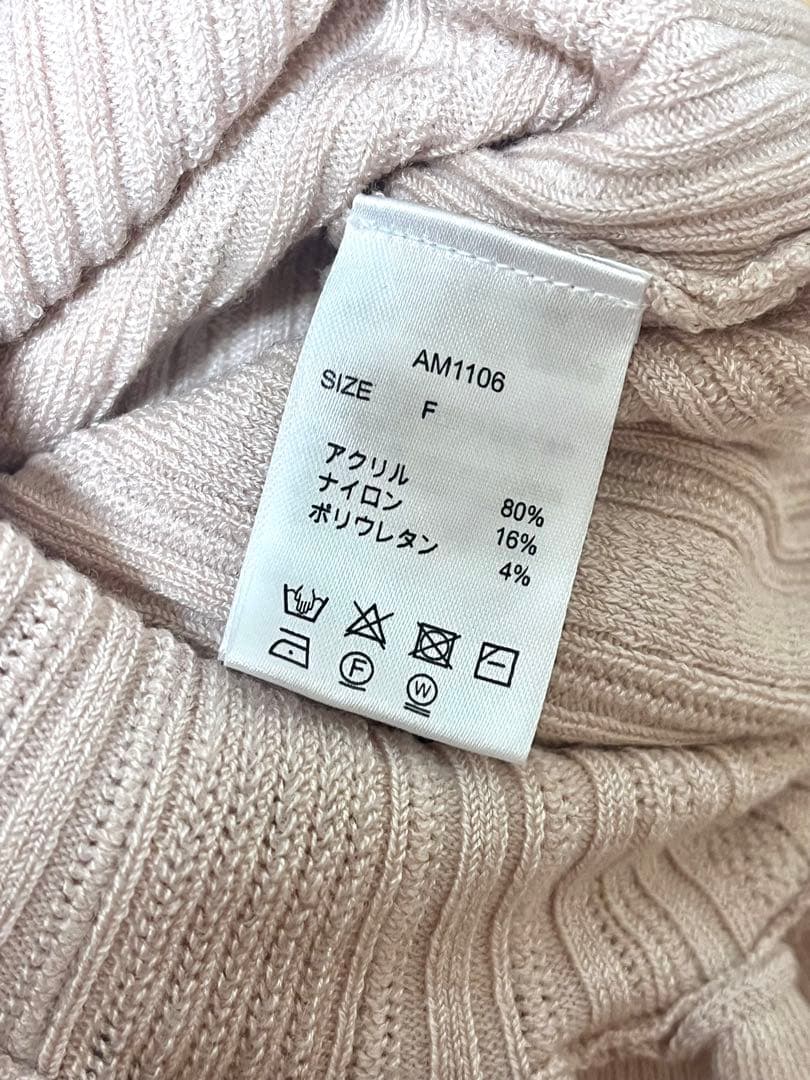 AM1106
SIZE F
アクリル 80%
ナイロン 16%
ポリウレタン 4%
F
W